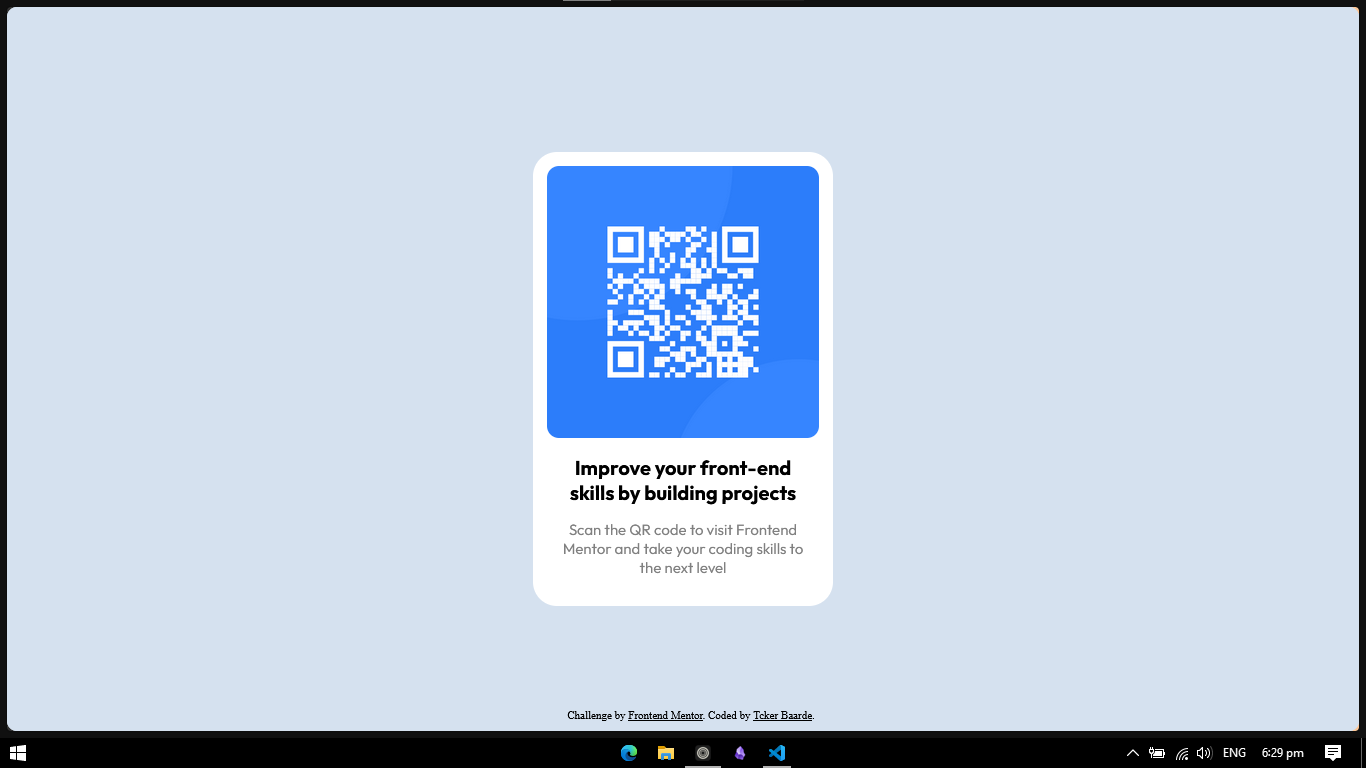 Improve your front-end
skills by building projects
Scan the QR code to visit Frontend
Mentor and take your coding skills to
the next level
Challenge by Frontend Mentor. Coded by Tcker Baarde.
ENG
6:29 pm